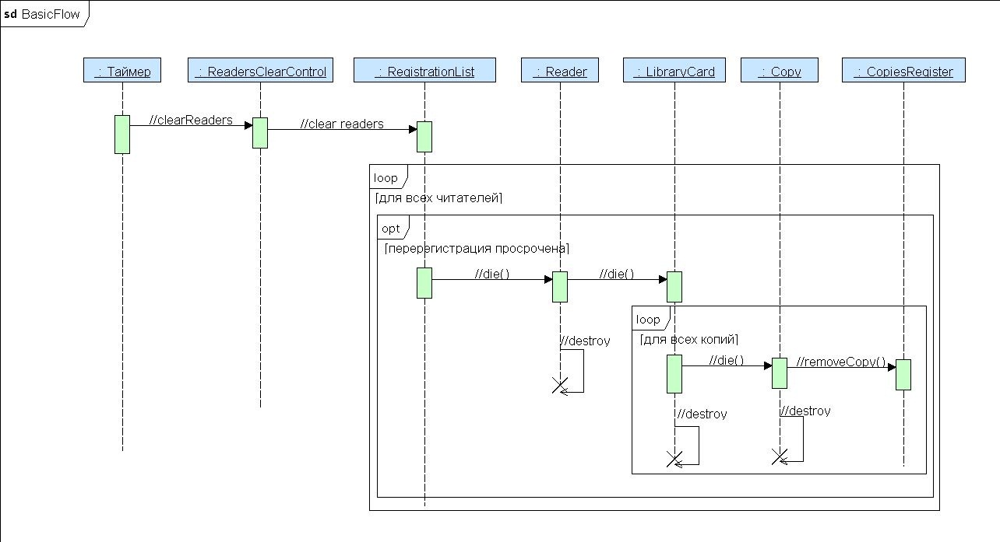 sd BasicFlow
: Таймер
: ReadersClearControl
: RegistrationList
: Reader
: LibraryCard
: Copy
: CopiesRegister
//clearReaders
//clear readers
loop
[для всех читателей]
opt
[перерегистрация просрочена]
//die()
//die()
loop
[для всех копий]
//destroy
//die()
//removeCopy()
//destroy
//destroy